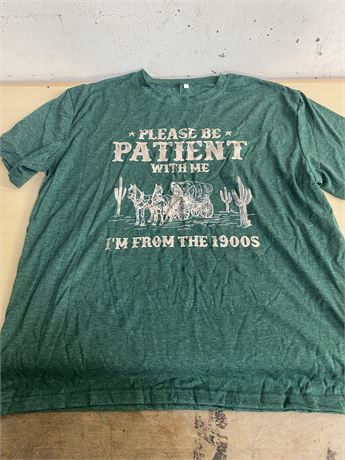 PLEASE BE
PATIENT
WITH ME
I'M FROM THE 1900S